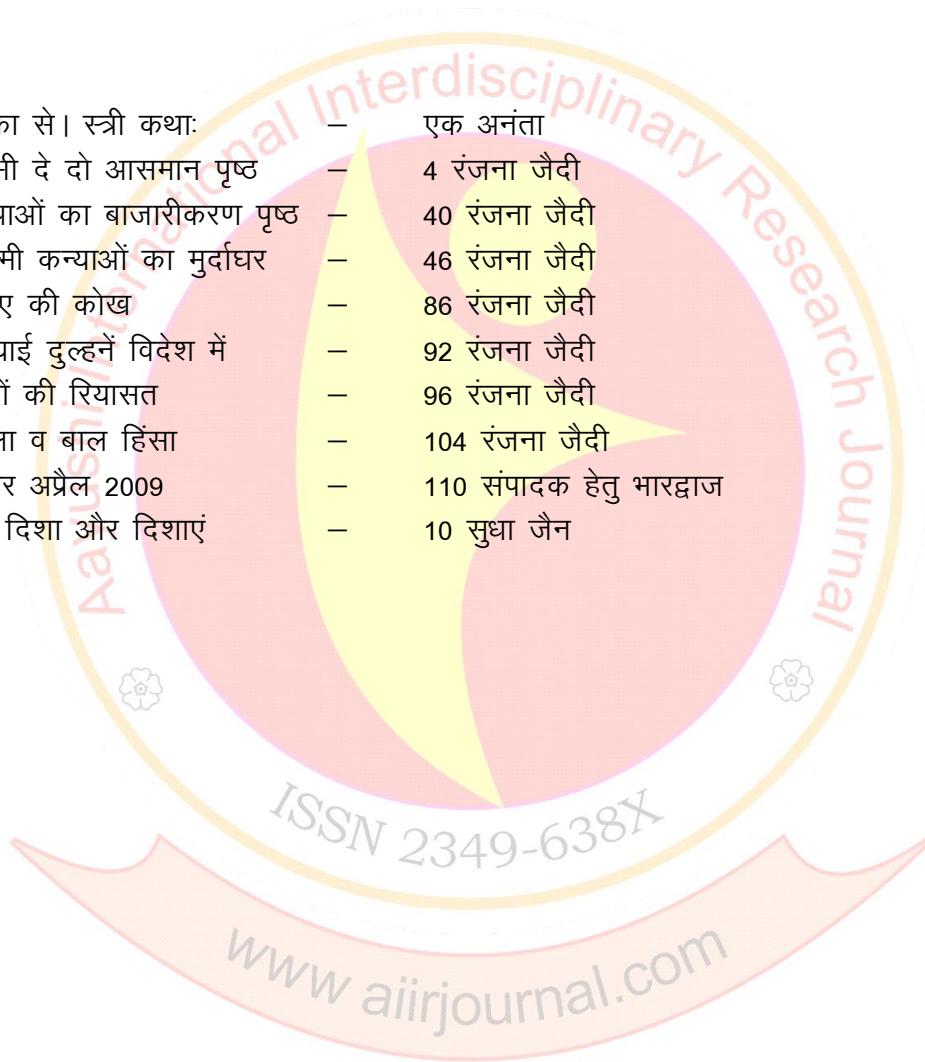 का से। स्त्री कथाः – एक अनंता
मी दे दो आसमान पृष्ठ – 4 रंजना जैदी
याओं का बाजारीकरण पृष्ठ – 40 रंजना जैदी
मी कन्याओं का मुर्दाघर – 46 रंजना जैदी
ए की कोख – 86 रंजना जैदी
याई दुल्हनें विदेश में – 92 रंजना जैदी
ों की रियासत – 96 रंजना जैदी
ला व बाल हिंसा – 104 रंजना जैदी
र अप्रैल 2009 – 110 संपादक हेतु भारद्वाज
दिशा और दिशाएं – 10 सुधा जैन
Aayushi International Interdisciplinary Research Journal
ISSN 2349-638X
www aiirjournal.com